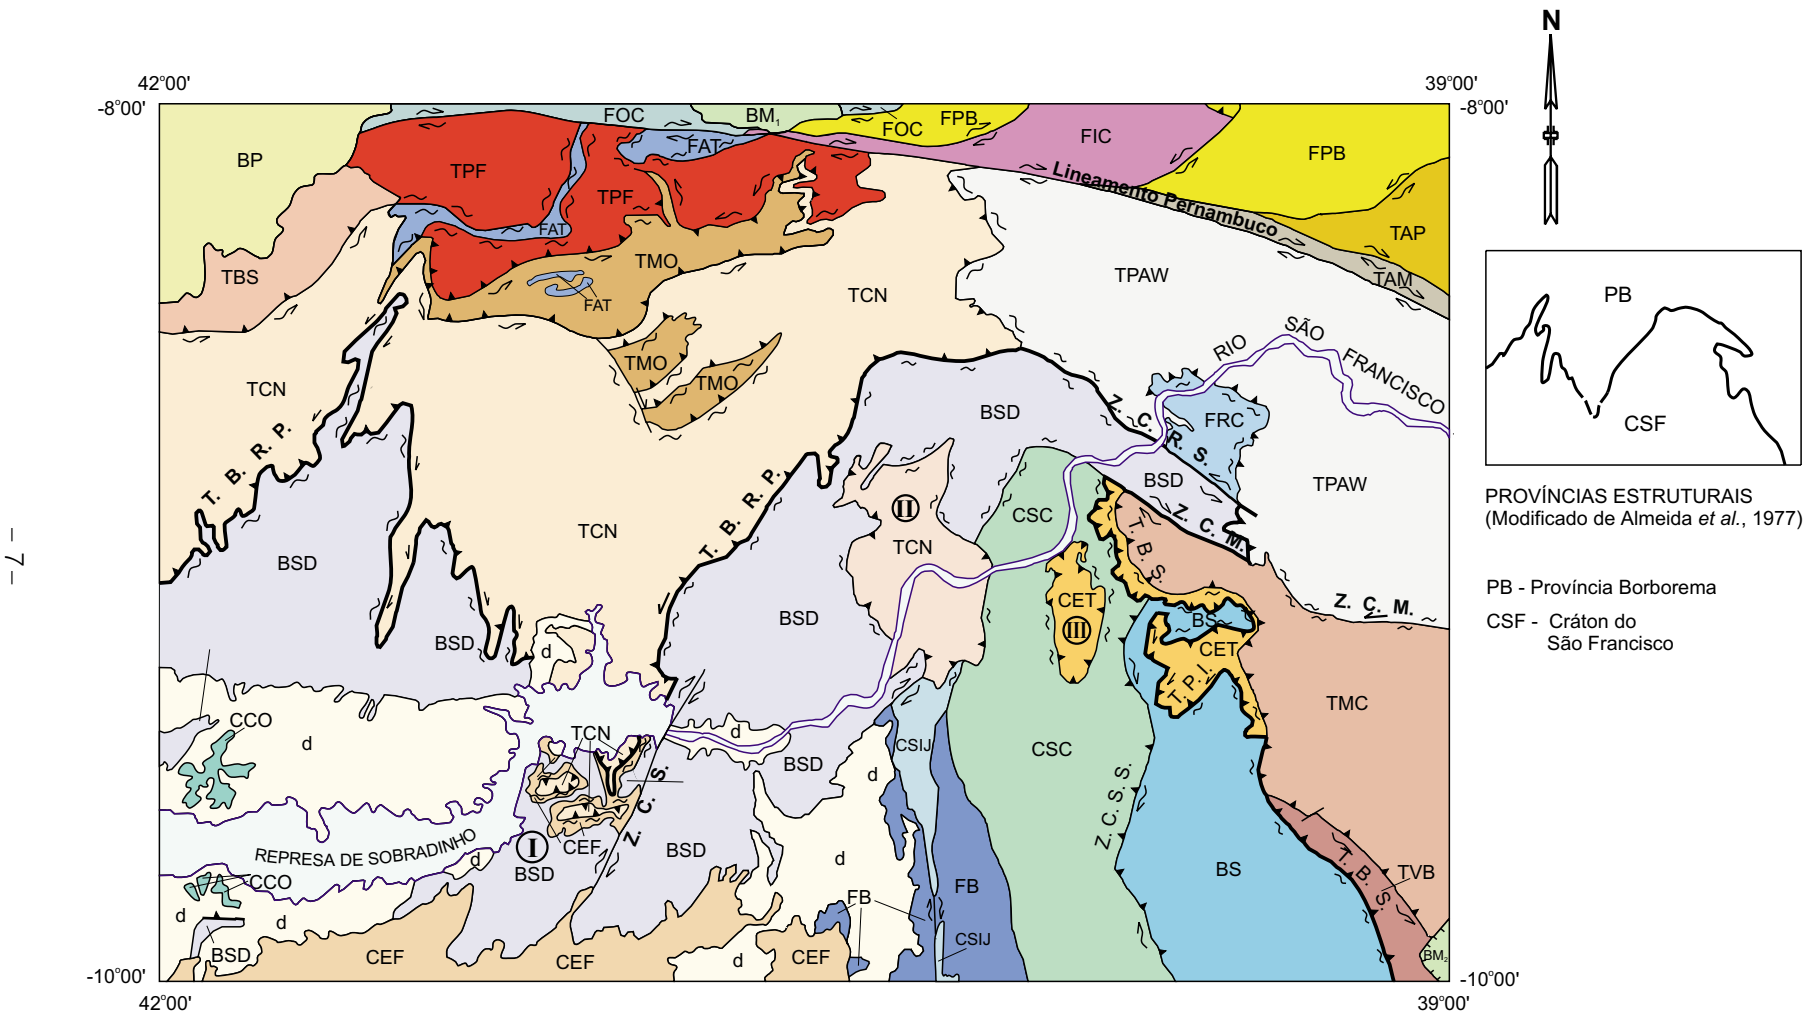 N
42°00'
39°00'
-8°00'
-8°00'
FOC
BM1
FOC
FPB
FIC
FPB
BP
FAT
TPF
TPF
Lineamento Pernambuco
FAT
TAP
TMO
TBS
FAT
TAM
TPAW
TCN
PB
RIO SÃO FRANCISCO
TMO
TMO
TCN
BSD
Z. C. R. S.
FRC
CSF
T. B. R. P.
T. B. R. P.
BSD
TPAW
PROVÍNCIAS ESTRUTURAIS
(Modificado de Almeida et al., 1977)
II
CSC
Z. C. M.
TCN
TCN
T. B. S.
BSD
– 7 –
PB - Província Borborema
CET
Z. C. M.
BSD
BS
CSF - Cráton do
São Francisco
III
BSD
d
CET
T. P. I.
TMC
CCO
d
TCN
d
CSIJ
CSC
BSD
d
Z. C. S.
Z. C. S. S.
REPRESA DE SOBRADINHO
I
CEF
BSD
d
d
BSD
BS
T. B. S.
TVB
CCO
FB
FB
d
d
CSIJ
BSD
CEF
CEF
d
CEF
BM2
-10°00'
-10°00'
42°00'
39°00'